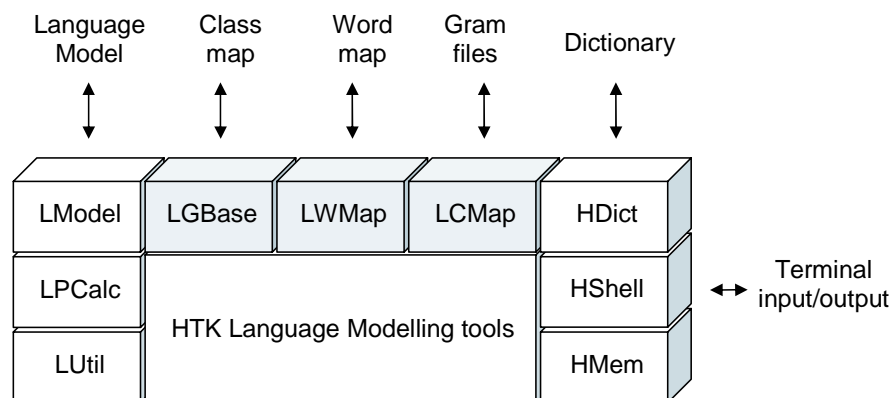 Language
Model
Class
map
Word
map
Gram
files
Dictionary
LModel
LGBase
LWMap
LCMap
HDict
LPCalc
HShell
Terminal
input/output
HTK Language Modelling tools
LUtil
HMem